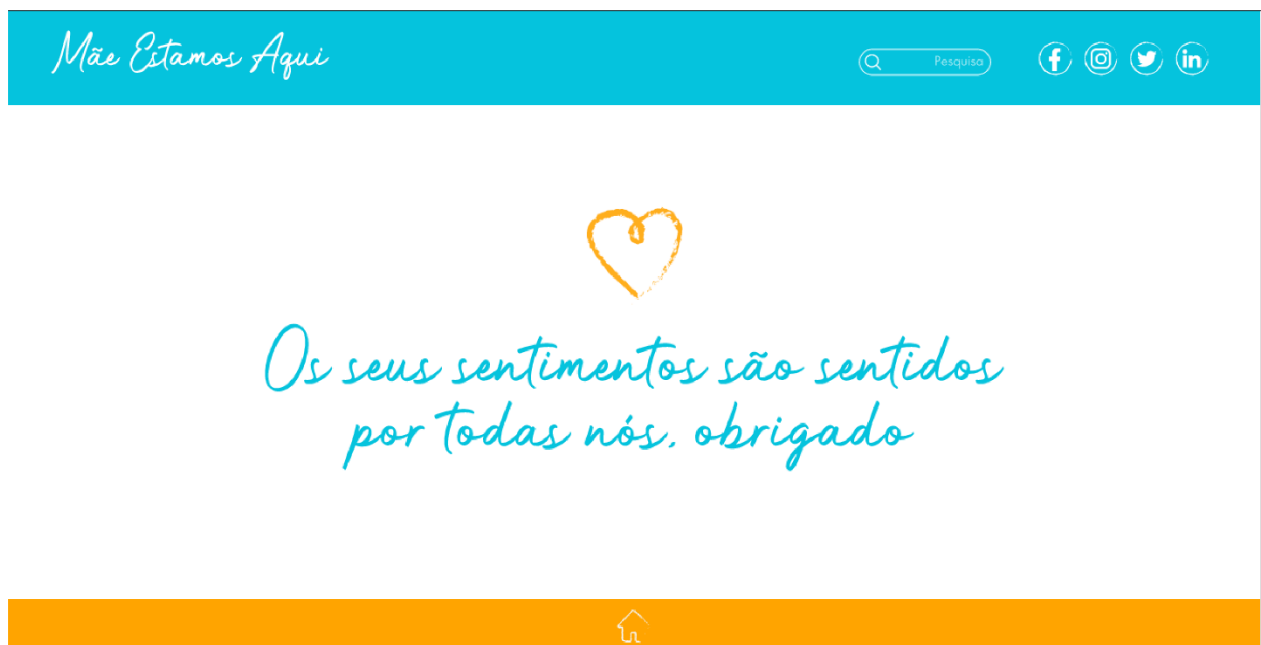 Mãe Estamos Aqui
Pesquisa
Os seus sentimentos são sentidos
por todas nós, obrigado